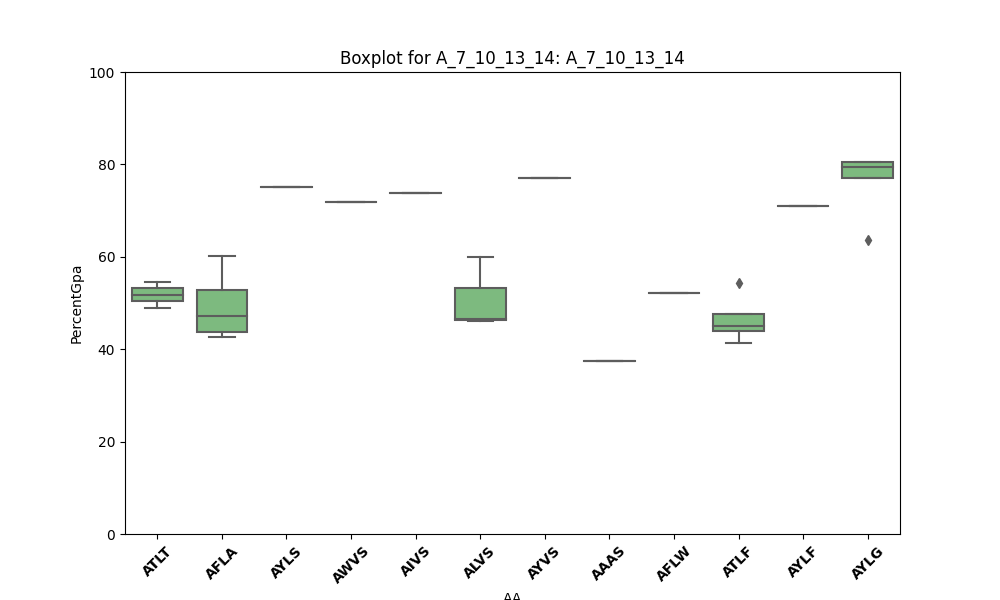 Boxplot for A_7_10_13_14: A_7_10_13_14
100
80
60
40
20
0
PercentGpa
ATLT
AFLA
AYLS
AWVS
AIVS
ALVS
AYVS
AAAS
AFLW
ATLF
AYLF
AYLG
AA